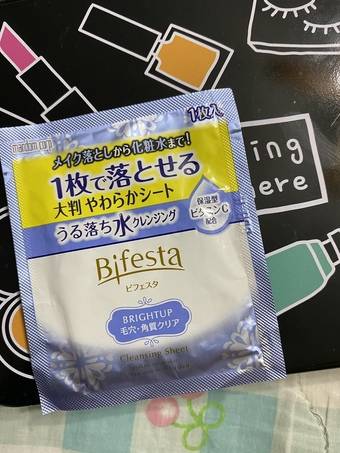 mandom
1枚入
メイク落としから化粧水まで!
1枚で落とせる
大判 やわらかシート
うる落ち水クレンジング
保湿型
ビタミンC
配合
Bifesta
ビフェスタ
BRIGHTUP
毛穴・角質クリア
Cleansing Sheet
ing
ere